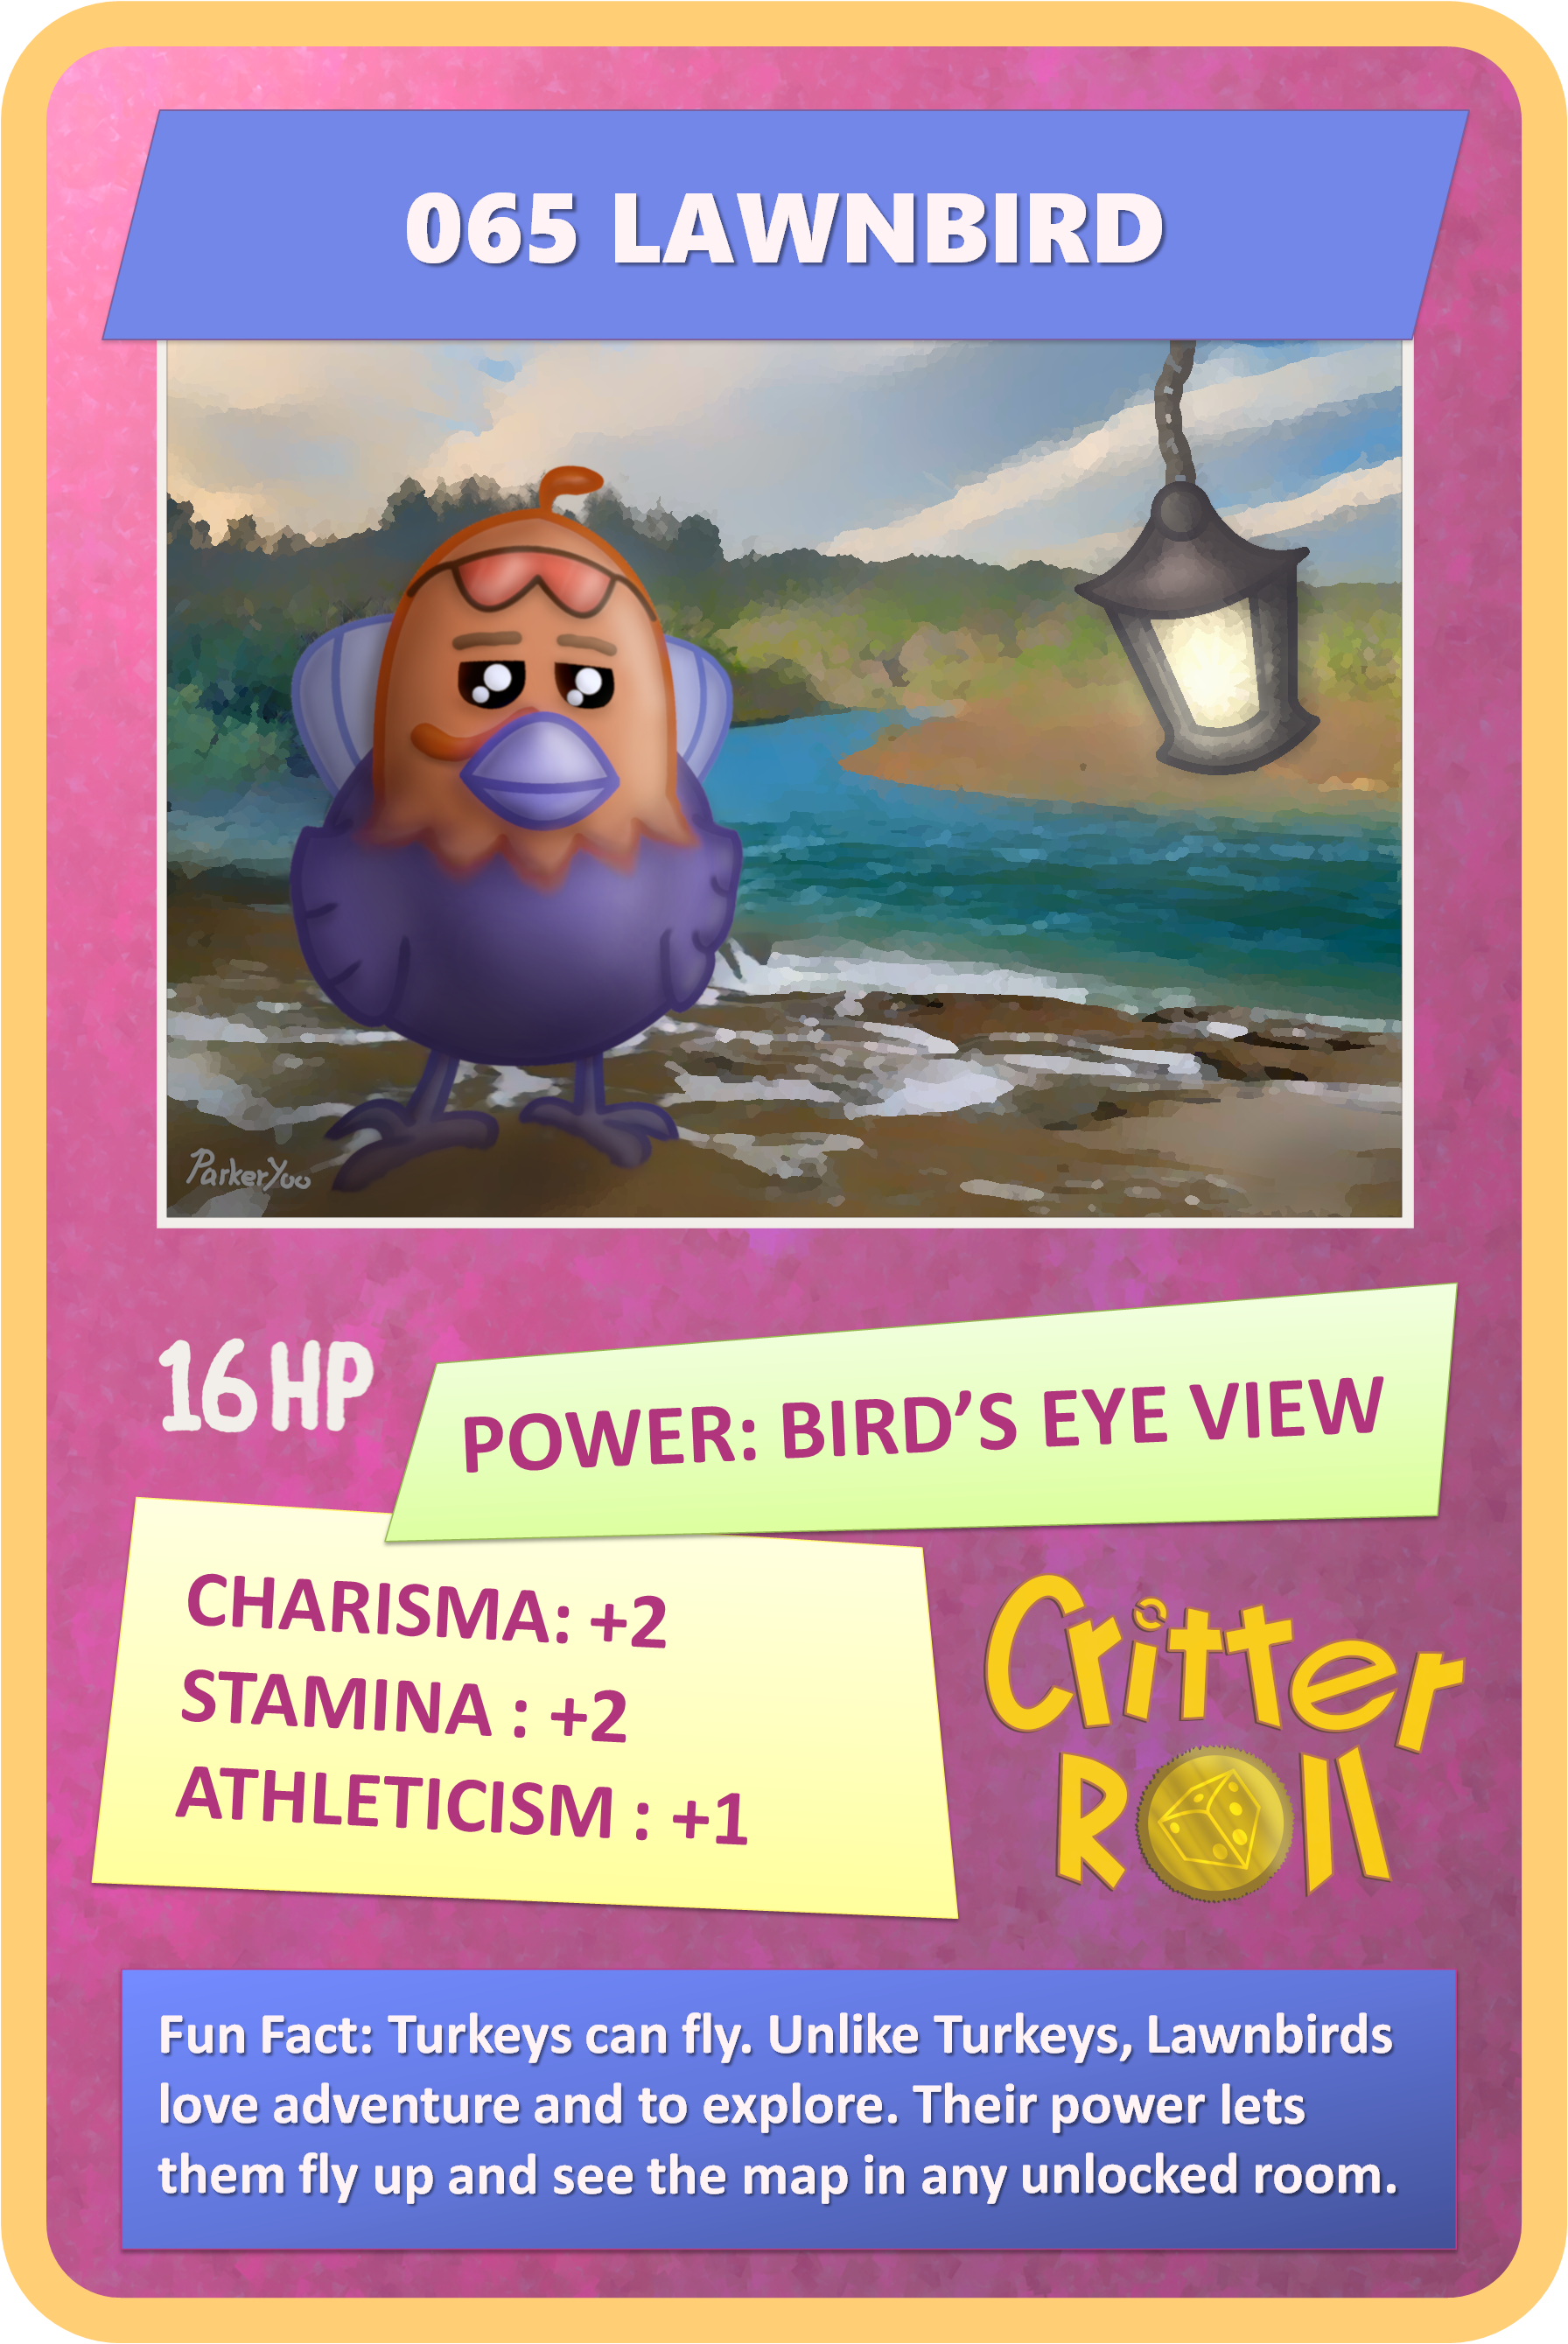 065 LAWNBIRD
ParkerYoo
16 HP
POWER: BIRD’S EYE VIEW
CHARISMA: +2
STAMINA : +2
ATHLETICISM : +1
Critter
Roll
Fun Fact: Turkeys can fly. Unlike Turkeys, Lawnbirds
love adventure and to explore. Their power lets
them fly up and see the map in any unlocked room.